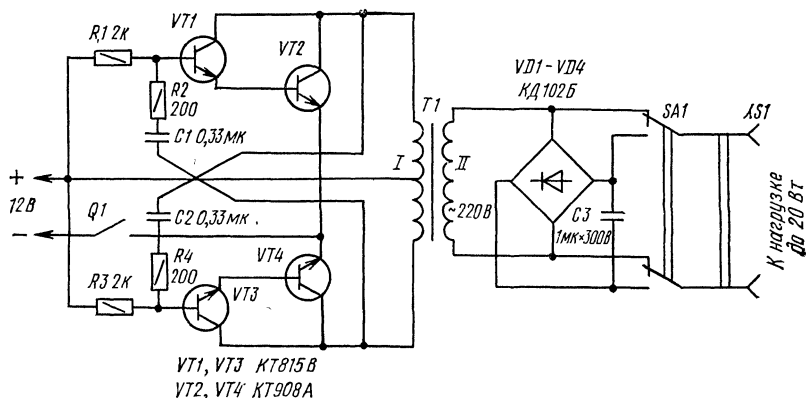 VT1
R1 2к
VT2
R2
200
C1 0,33мк
VD1-VD4
КД102Б
T1
SA1
XS1
+
12В
−
Q1
I
II
~220В
C3
1мк×300В
C2 0,33мк
R4
200
R3 2к
VT3
VT4
К нагрузке
до 20 Вт
VT1, VT3 КТ815В
VT2, VT4 КТ908А